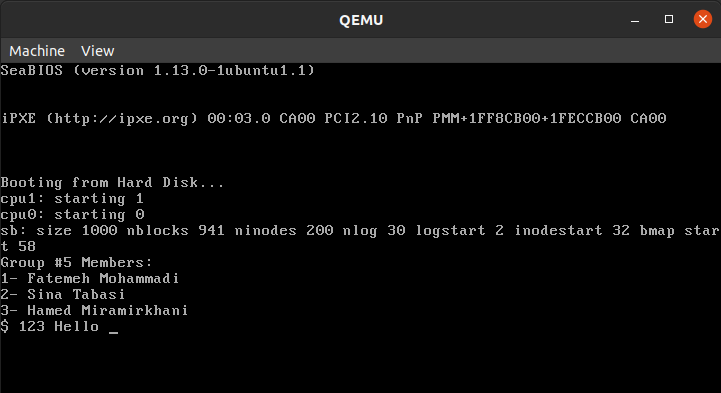 QEMU
Machine View
SeaBIOS (version 1.13.0-1ubuntu1.1)
iPXE (http://ipxe.org) 00:03.0 CA00 PCI2.10 PnP PMM+1FF8CB00+1FECCB00 CA00
Booting from Hard Disk...
cpu1: starting 1
cpu0: starting 0
sb: size 1000 nblocks 941 ninodes 200 nlog 30 logstart 2 inodestart 32 bmap star
t 58
Group #5 Members:
1- Fatemeh Mohammadi
2- Sina Tabasi
3- Hamed Miramirkhani
$ 123 Hello _